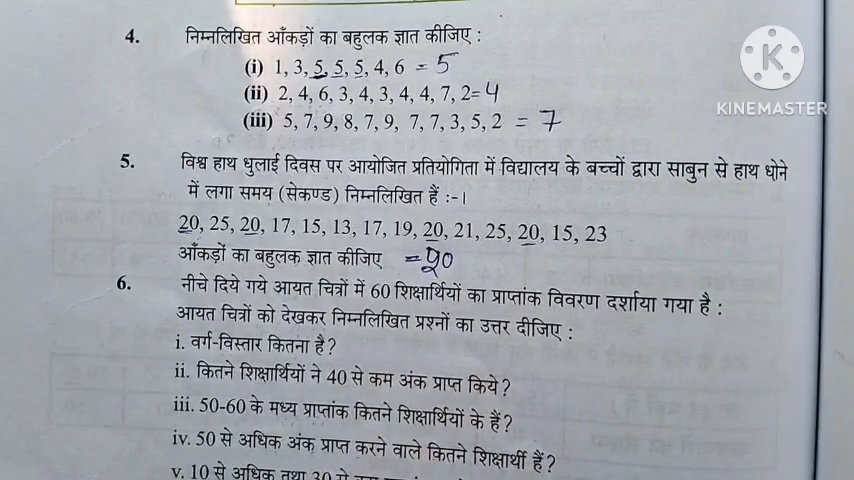 4. निम्नलिखित आँकड़ों का बहुलक ज्ञात कीजिए :
(i) 1, 3, 5, 5, 5, 4, 6 = 5
(ii) 2, 4, 6, 3, 4, 3, 4, 4, 7, 2 = 4
(iii) 5, 7, 9, 8, 7, 9, 7, 7, 3, 5, 2 = 7
KINEMASTER
5. विश्व हाथ धुलाई दिवस पर आयोजित प्रतियोगिता में विद्यालय के बच्चों द्वारा साबुन से हाथ धोने
में लगा समय (सेकण्ड) निम्नलिखित हैं :-।
20, 25, 20, 17, 15, 13, 17, 19, 20, 21, 25, 20, 15, 23
आँकड़ों का बहुलक ज्ञात कीजिए = 20
6. नीचे दिये गये आयत चित्रों में 60 शिक्षार्थियों का प्राप्तांक विवरण दर्शाया गया है :
आयत चित्रों को देखकर निम्नलिखित प्रश्नों का उत्तर दीजिए :
i. वर्ग-विस्तार कितना है?
ii. कितने शिक्षार्थियों ने 40 से कम अंक प्राप्त किये?
iii. 50-60 के मध्य प्राप्तांक कितने शिक्षार्थियों के हैं?
iv. 50 से अधिक अंक प्राप्त करने वाले कितने शिक्षार्थी हैं?
v. 10 से अधिक तथा 30 से